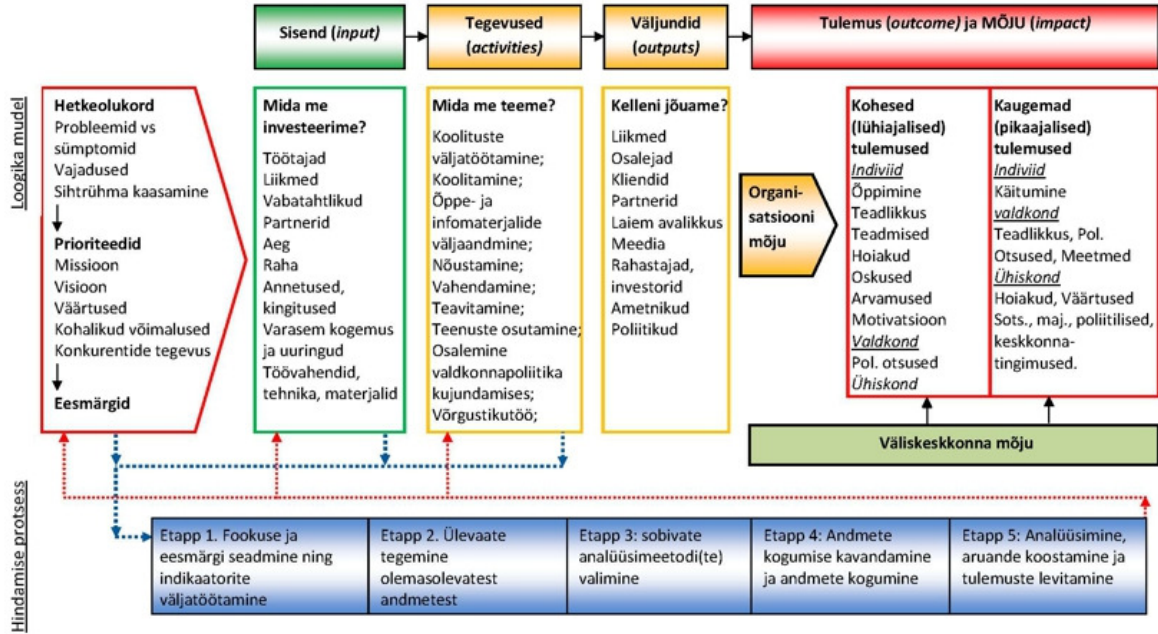 Sisend (input)
Tegevused
(activities)
Väljundid
(outputs)
Tulemus (outcome) ja MÕJU (impact)
Loogika mudel
Hetkeolukord
Probleemid vs
sümptomid
Vajadused
Sihtrühma kaasamine
Prioriteedid
Missioon
Visioon
Väärtused
Kohalikud võimalused
Konkurentide tegevus
Eesmärgid
Mida me
investeerime?
Töötajad
Liikmed
Vabatahtlikud
Partnerid
Aeg
Raha
Annetused,
kingitused
Varasem kogemus
ja uuringud
Töövahendid,
tehnika, materjalid
Mida me teeme?
Koolituste
väljatöötamine;
Koolitamine;
Õppe- ja
infomaterjalide
väljaandmine;
Nõustamine;
Vahendamine;
Teavitamine;
Teenuste osutamine;
Osalemine
valdkonnapoliitika
kujundamises;
Võrgustikutöö;
Kelleni jõuame?
Liikmed
Osalejad
Kliendid
Partnerid
Laiem avalikkus
Meedia
Rahastajad,
investorid
Ametnikud
Poliitikud
Organi-
satsiooni
mõju
Kohesed
(lühiajalised)
tulemused
Indiviid
Õppimine
Teadlikkus
Teadmised
Hoiakud
Oskused
Arvamused
Motivatsioon
Valdkond
Pol. otsused
Ühiskond
Kaugemad
(pikaajalised)
tulemused
Indiviid
Käitumine
valdkond
Teadlikkus, Pol.
Otsused, Meetmed
Ühiskond
Hoiakud, Väärtused
Sots., maj., poliitilised,
keskkonna-
tingimused.
Väliskeskkonna mõju
Hindamise protsess
Etapp 1. Fookuse ja
eesmärgi seadmine ning
indikaatorite
väljatöötamine
Etapp 2. Ülevaate
tegemine
olemasolevatest
andmetest
Etapp 3: sobivate
analüüsimeetodi(te)
valimine
Etapp 4: Andmete
kogumise kavandamine
ja andmete kogumine
Etapp 5: Analüüsimine,
aruande koostamine ja
tulemuste levitamine